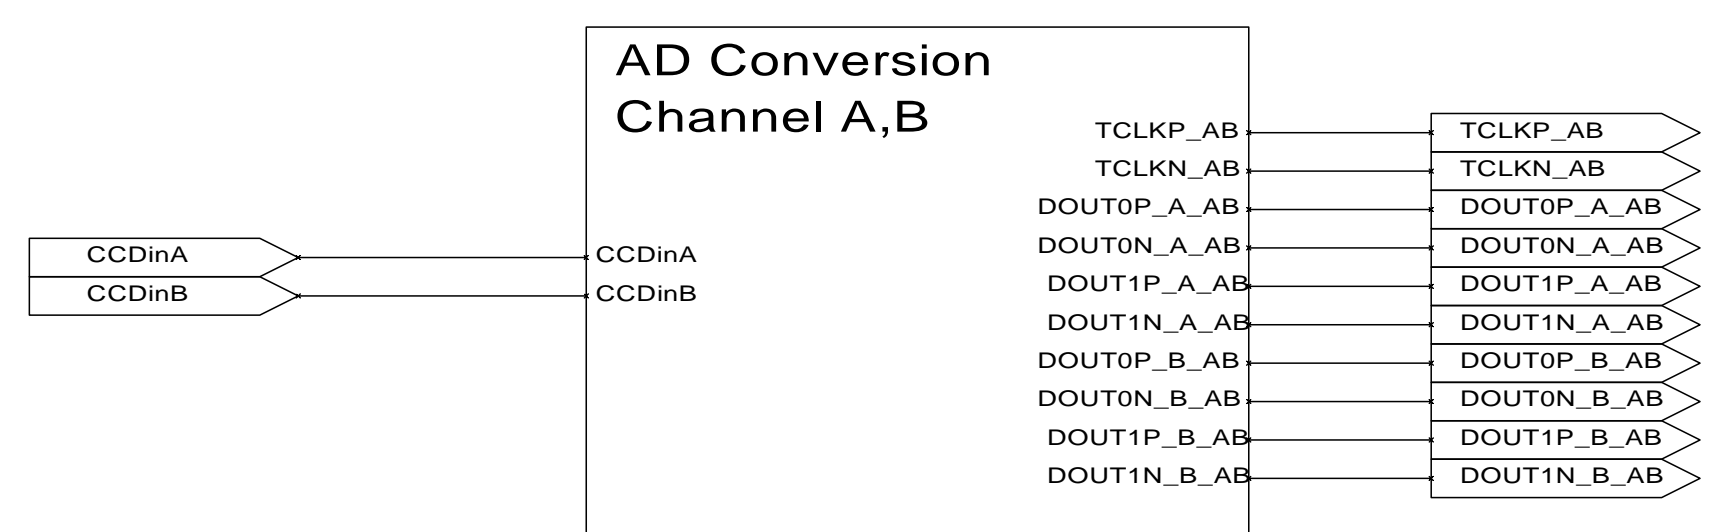 AD Conversion
Channel A,B
TCLKP_AB TCLKP_AB
TCLKN_AB TCLKN_AB
DOUT0P_A_AB DOUT0P_A_AB
CCDinA CCDinA DOUT0N_A_AB DOUT0N_A_AB
CCDinB CCDinB DOUT1P_A_AB DOUT1P_A_AB
DOUT1N_A_AB DOUT1N_A_AB
DOUT0P_B_AB DOUT0P_B_AB
DOUT0N_B_AB DOUT0N_B_AB
DOUT1P_B_AB DOUT1P_B_AB
DOUT1N_B_AB DOUT1N_B_AB